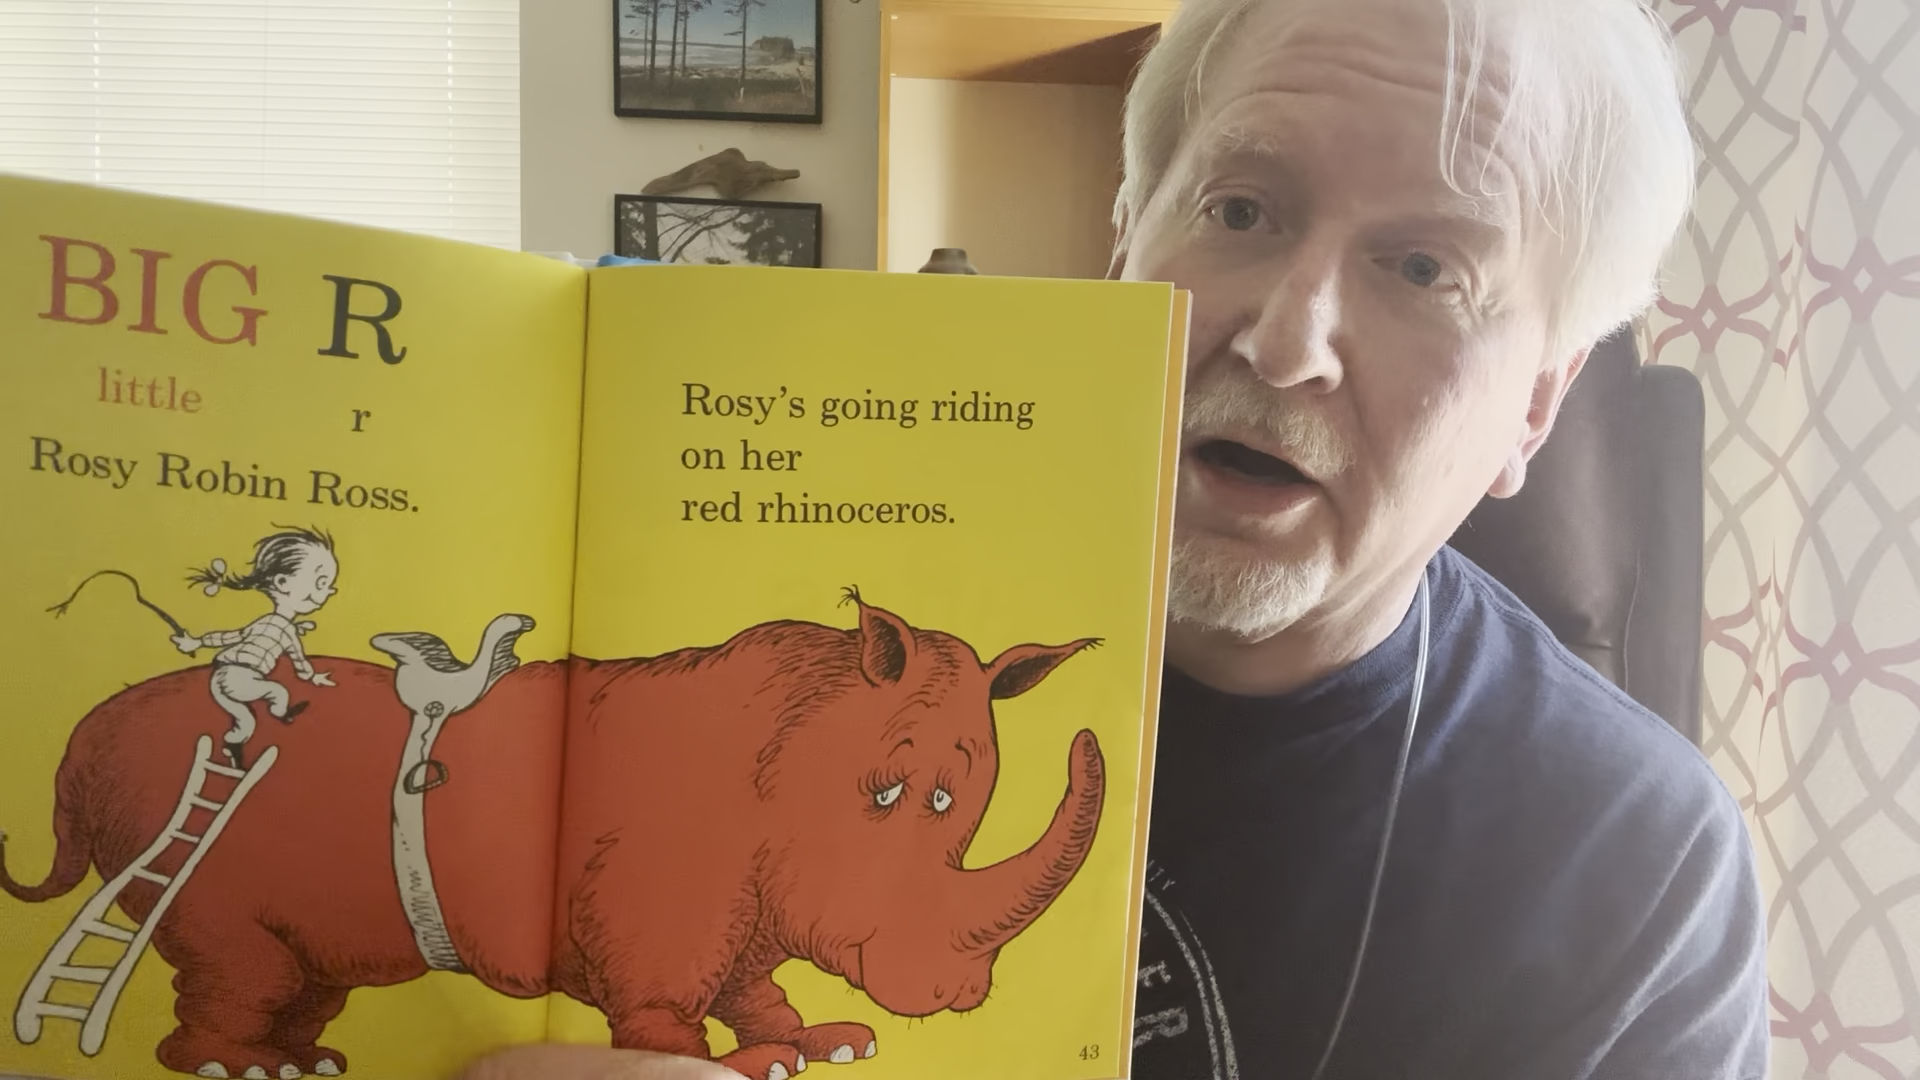 BIG R
little r
Rosy Robin Ross.
Rosy's going riding
on her
red rhinoceros.
43